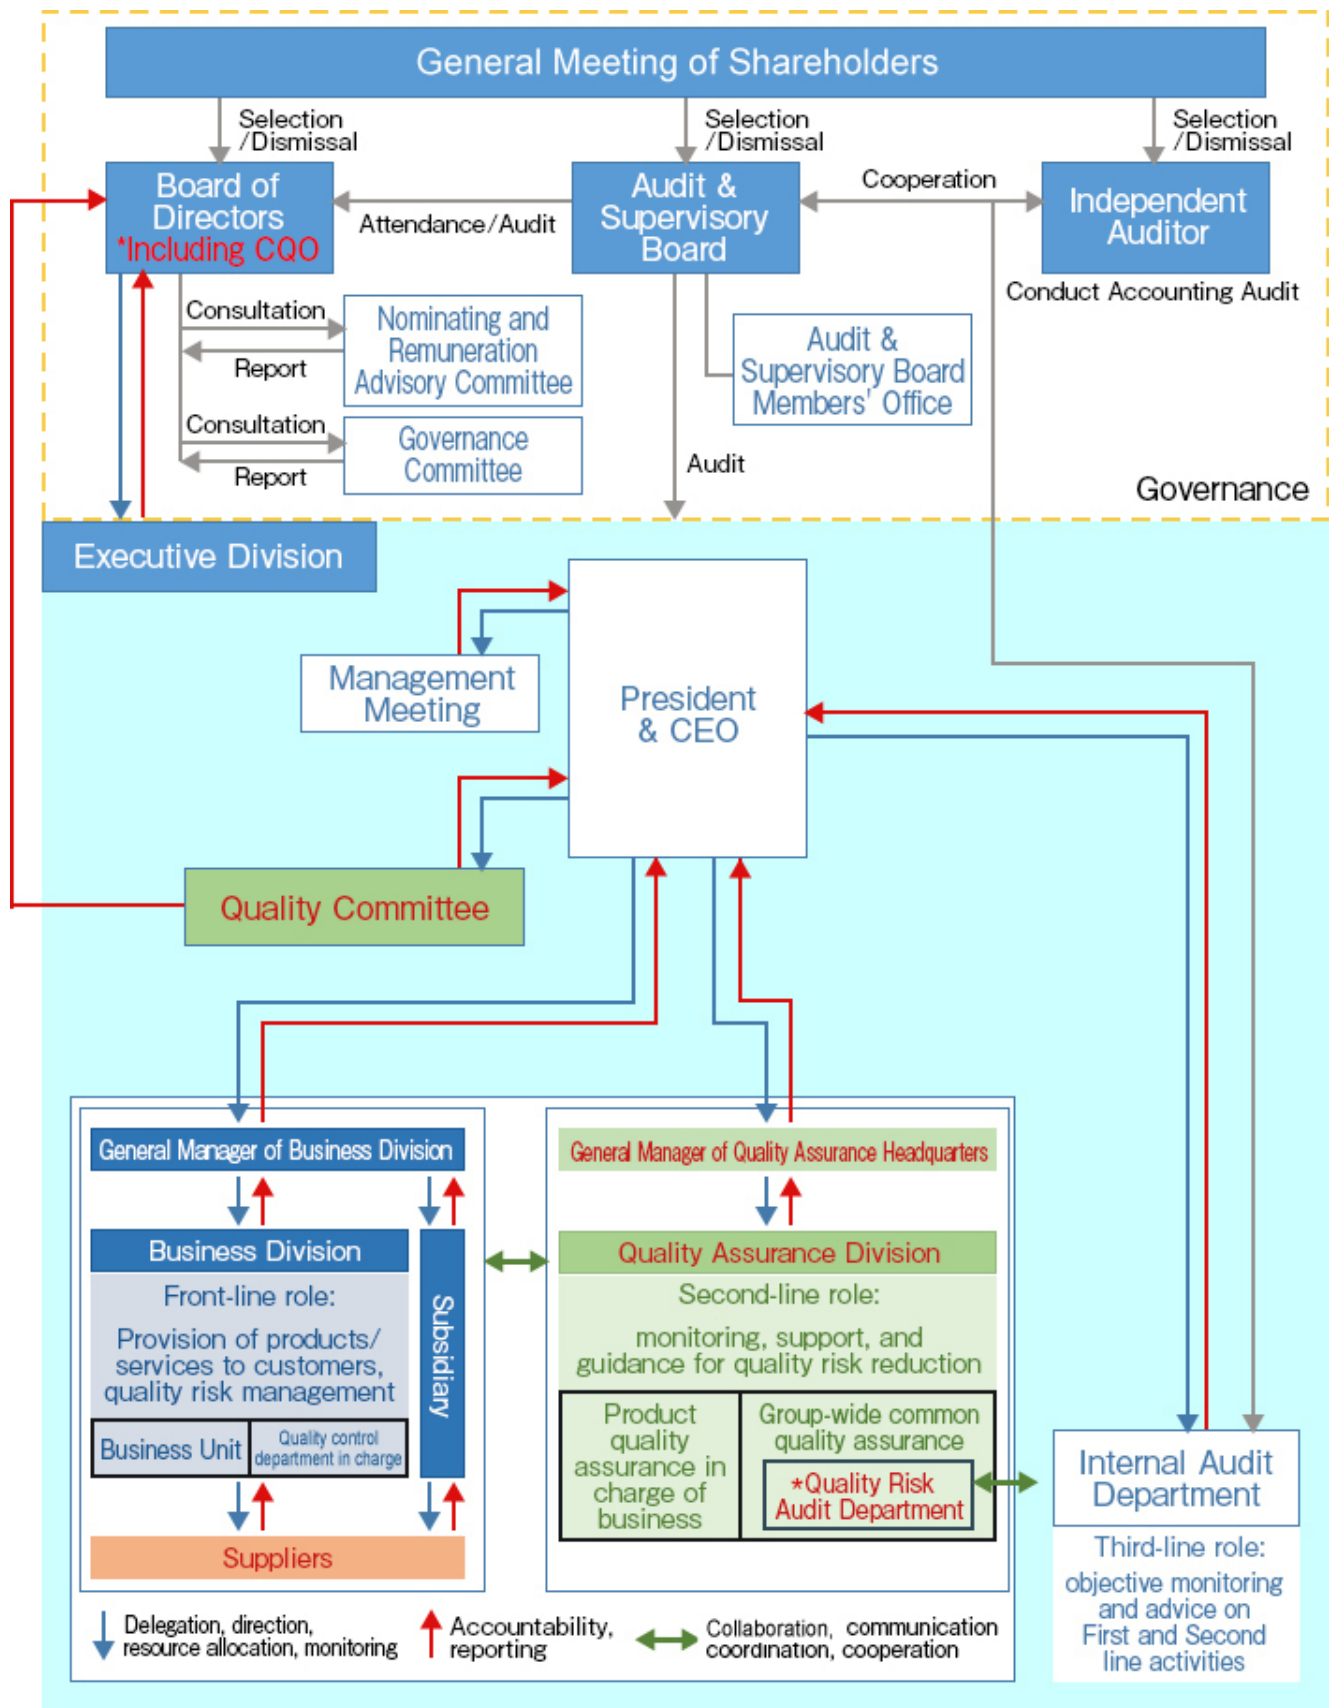 General Meeting of Shareholders
Selection
/Dismissal
Selection
/Dismissal
Selection
/Dismissal
Board of
Directors
*Including CQO
Attendance/Audit
Audit &
Supervisory
Board
Cooperation
Independent
Auditor
Conduct Accounting Audit
Consultation
Report
Nominating and
Remuneration
Advisory Committee
Consultation
Report
Governance
Committee
Audit &
Supervisory Board
Members' Office
Audit
Governance
Executive Division
Management
Meeting
President
& CEO
Quality Committee
General Manager of Business Division
Business Division
Front-line role:
Provision of products/
services to customers,
quality risk management
Business Unit
Quality control
department in charge
Subsidiary
Suppliers
General Manager of Quality Assurance Headquarters
Quality Assurance Division
Second-line role:
monitoring, support, and
guidance for quality risk reduction
Product
quality
assurance in
charge of
business
Group-wide common
quality assurance
*Quality Risk
Audit Department
Internal Audit
Department
Third-line role:
objective monitoring
and advice on
First and Second
line activities
Delegation, direction,
resource allocation, monitoring
Accountability,
reporting
Collaboration, communication
coordination, cooperation